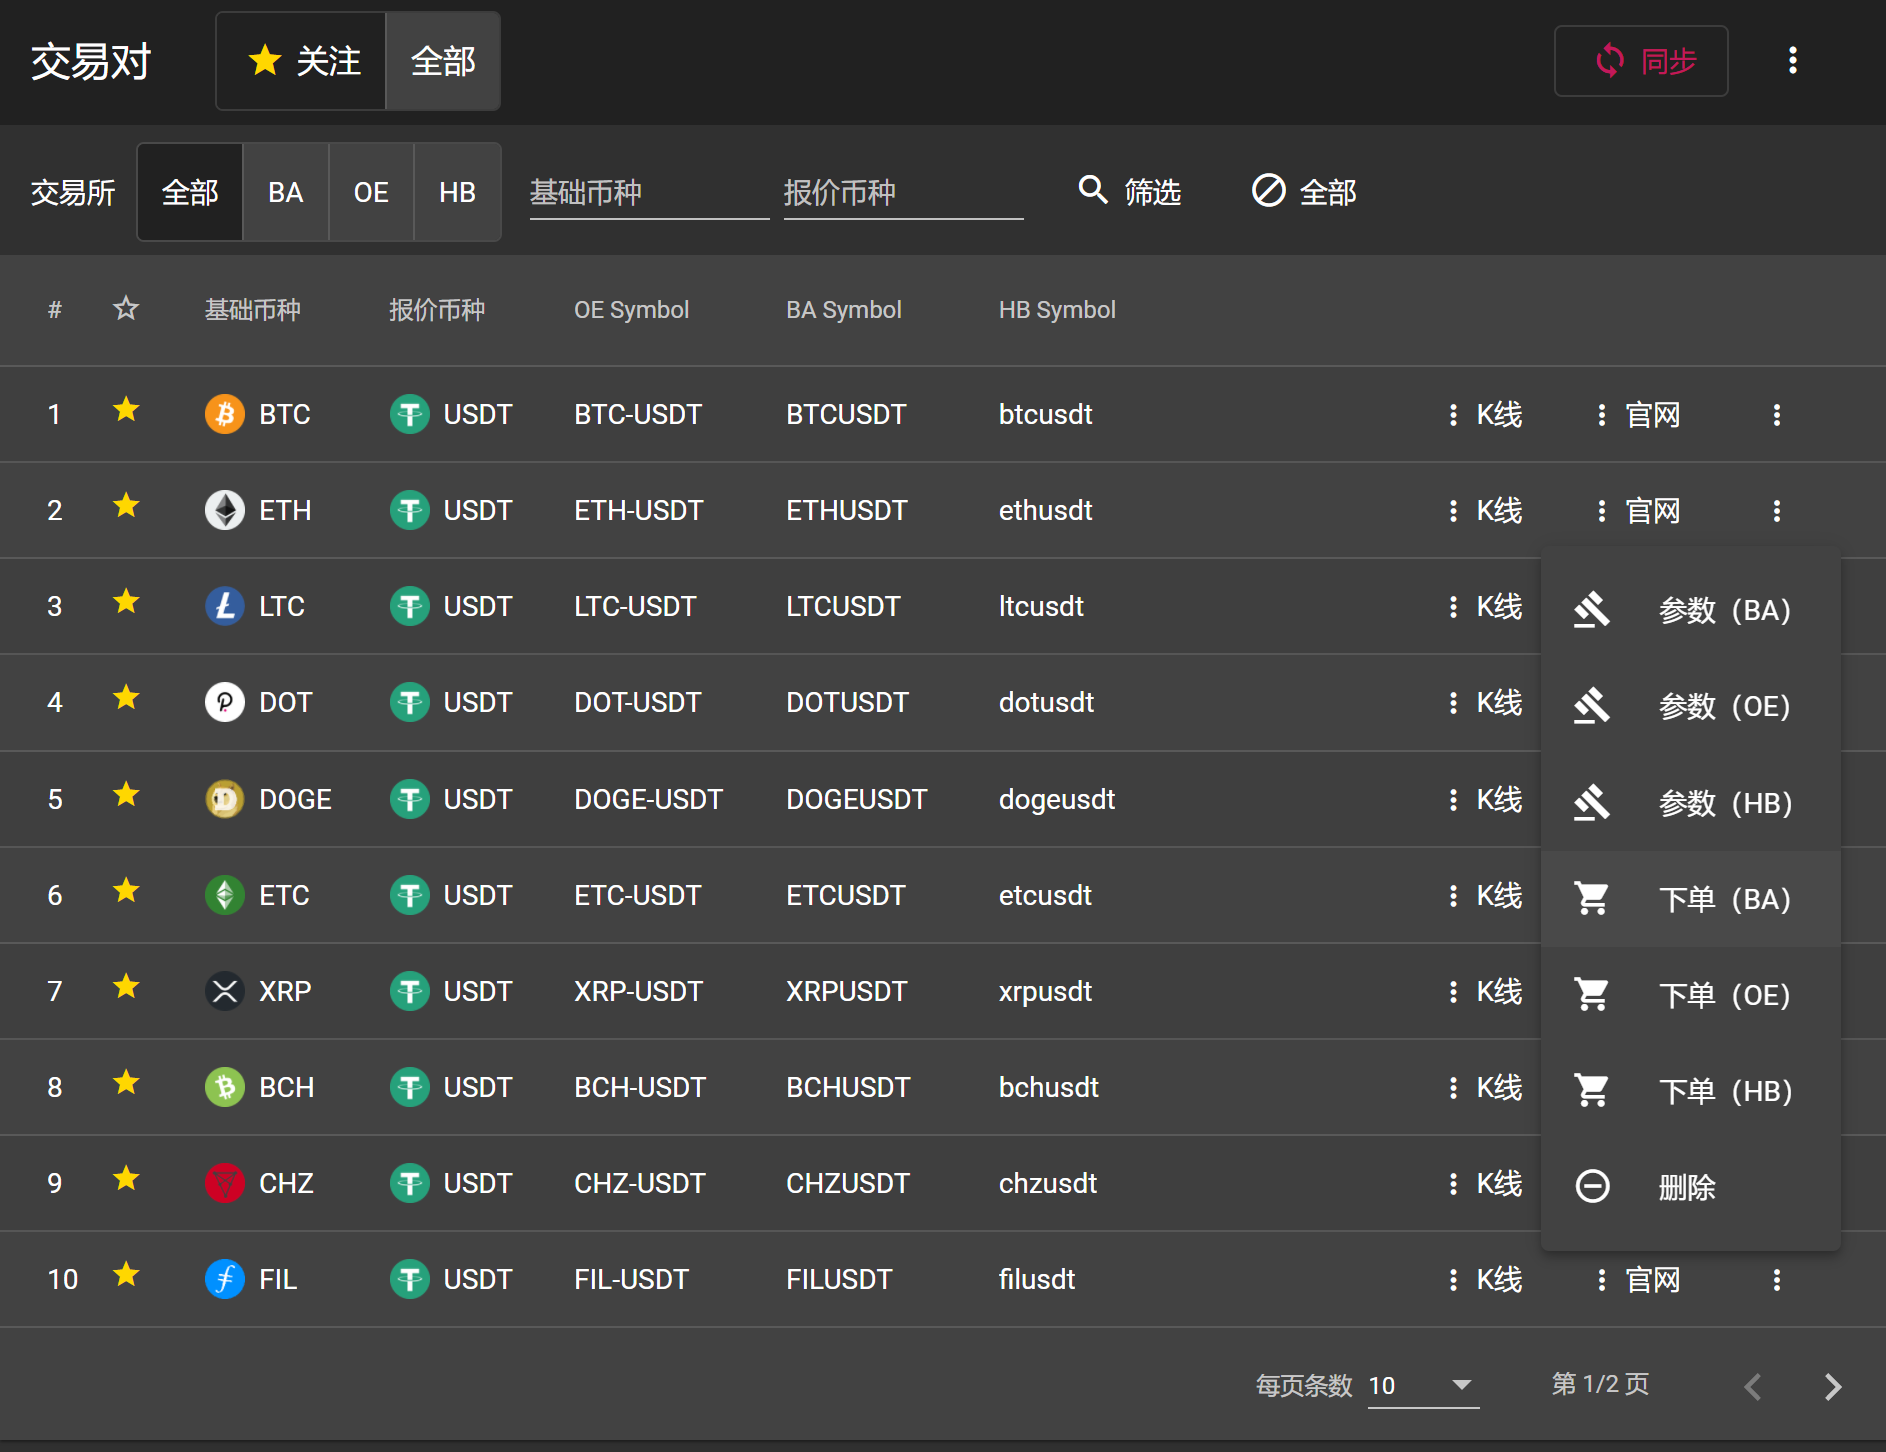 交易对 关注 全部 同步
交易所 全部 BA OE HB 基础币种 报价币种 筛选 全部
# 基础币种 报价币种 OE Symbol BA Symbol HB Symbol
1 BTC USDT BTC-USDT BTCUSDT btcusdt K线 官网
2 ETH USDT ETH-USDT ETHUSDT ethusdt K线 官网
3 LTC USDT LTC-USDT LTCUSDT ltcusdt K线
4 DOT USDT DOT-USDT DOTUSDT dotusdt K线
5 DOGE USDT DOGE-USDT DOGEUSDT dogeusdt K线
6 ETC USDT ETC-USDT ETCUSDT etcusdt K线
7 XRP USDT XRP-USDT XRPUSDT xrpusdt K线
8 BCH USDT BCH-USDT BCHUSDT bchusdt K线
9 CHZ USDT CHZ-USDT CHZUSDT chzusdt K线
10 FIL USDT FIL-USDT FILUSDT filusdt K线 官网
参数（BA）
参数（OE）
参数（HB）
下单（BA）
下单（OE）
下单（HB）
删除
每页条数 10 第 1/2 页